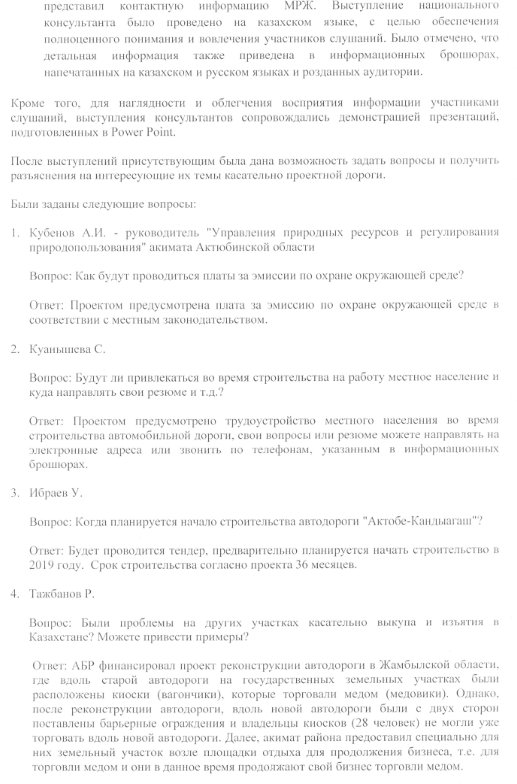 представил контактную информацию МРЖ. Выступление национального
консультанта было проведено на казахском языке, с целью обеспечения
полноценного понимания и вовлечения участников слушаний. Было отмечено, что
детальная информация также приведена в информационных брошюрах,
напечатанных на казахском и русском языках и розданных аудитории.
Кроме того, для наглядности и облегчения восприятия информации участниками
слушаний, выступления консультантов сопровождались демонстрацией презентаций,
подготовленных в Power Point.
После выступлений присутствующим была дана возможность задать вопросы и получить
разъяснения на интересующие их темы касательно проектной дороги.
Были заданы следующие вопросы:
1. Кубенов А.И. - руководитель "Управления природных ресурсов и регулирования
природопользования" акимата Актюбинской области
Вопрос: Как будут проводиться платы за эмиссии по охране окружающей среде?
Ответ: Проектом предусмотрена плата за эмиссию по охране окружающей среде в
соответствии с местным законодательством.
2. Куанышева С.
Вопрос: Будут ли привлекаться во время строительства на работу местное население и
куда направлять свои резюме и т.д.?
Ответ: Проектом предусмотрено трудоустройство местного населения во время
строительства автомобильной дороги, свои вопросы или резюме можете направлять на
электронные адреса или звонить по телефонам, указанным в информационных
брошюрах.
3. Ибраев У.
Вопрос: Когда планируется начало строительства автодороги "Актобе-Кандыагаш"?
Ответ: Будет проводится тендер, предварительно планируется начать строительство в
2019 году. Срок строительства согласно проекта 36 месяцев.
4. Тажбанов Р.
Вопрос: Были проблемы на других участках касательно выкупа и изъятия в
Казахстане? Можете привести примеры?
Ответ: АБР финансировал проект реконструкции автодороги в Жамбылской области,
где вдоль старой автодороги на государственных земельных участках были
расположены киоски (вагончики), которые торговали медом (медовики). Однако,
после реконструкции автодороги, вдоль новой автодороги были с двух сторон
поставлены барьерные ограждения и владельцы киосков (28 человек) не могли уже
торговать вдоль новой автодороги. Далее, акимат района предоставил специально для
них земельный участок возле площадки отдыха для продолжения бизнеса, т.е. для
торговли медом и они в данное время продояжают свой бизнес торговли медом.